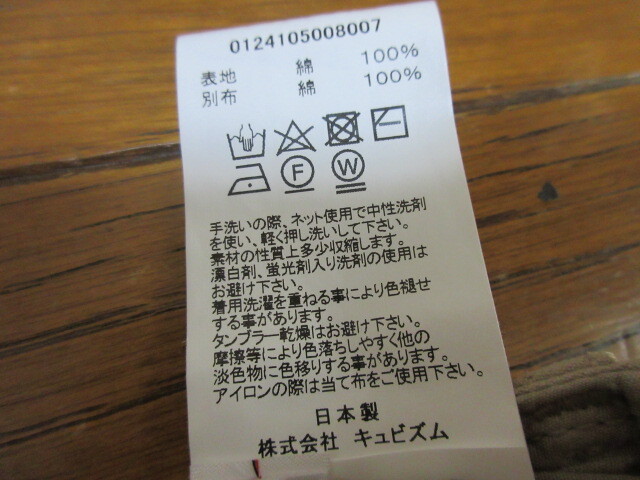 0124105008007
表地 綿 100%
別布 綿 100%
F W
手洗いの際、ネット使用で中性洗剤
を使い、軽く押し洗いして下さい。
素材の性質上多少収縮します。
漂白剤、蛍光剤入り洗剤の使用は
お避け下さい。
着用洗濯を重ねる事により色褪せ
する事があります。
タンブラー乾燥はお避け下さい。
摩擦等により色落ちしやすく他の
淡色物に色移りする事があります。
アイロンの際は当て布をご使用下さい。
日本製
株式会社 キュビズム